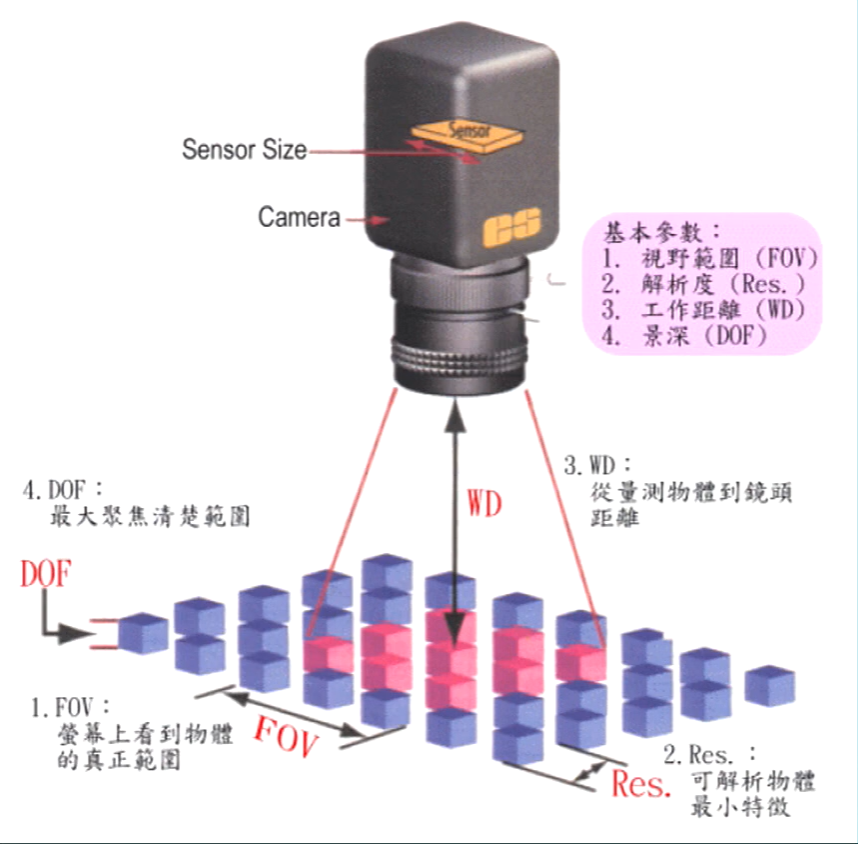 Sensor
Sensor Size
Camera
es
基本參數：
1. 視野範圍 (FOV)
2. 解析度 (Res.)
3. 工作距離 (WD)
4. 景深 (DOF)
4.DOF：
最大聚焦清楚範圍
WD
3.WD：
從量測物體到鏡頭
距離
DOF
1.FOV：
螢幕上看到物體
的真正範圍
FOV
2.Res.：
可解析物體
最小特徵
Res.